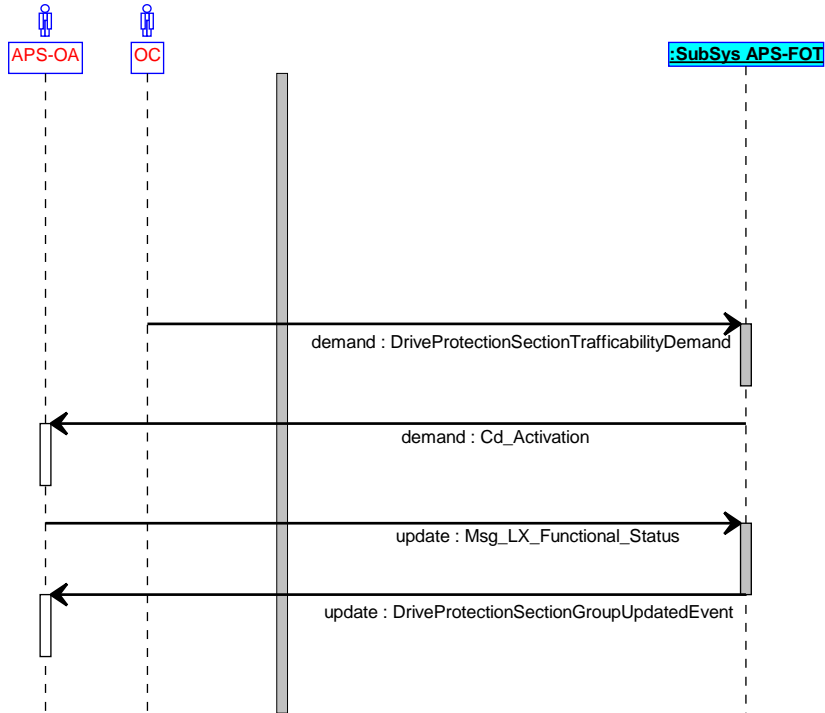 APS-OA
OC
:SubSys APS-FOT
demand : DriveProtectionSectionTrafficabilityDemand
demand : Cd_Activation
update : Msg_LX_Functional_Status
update : DriveProtectionSectionGroupUpdatedEvent